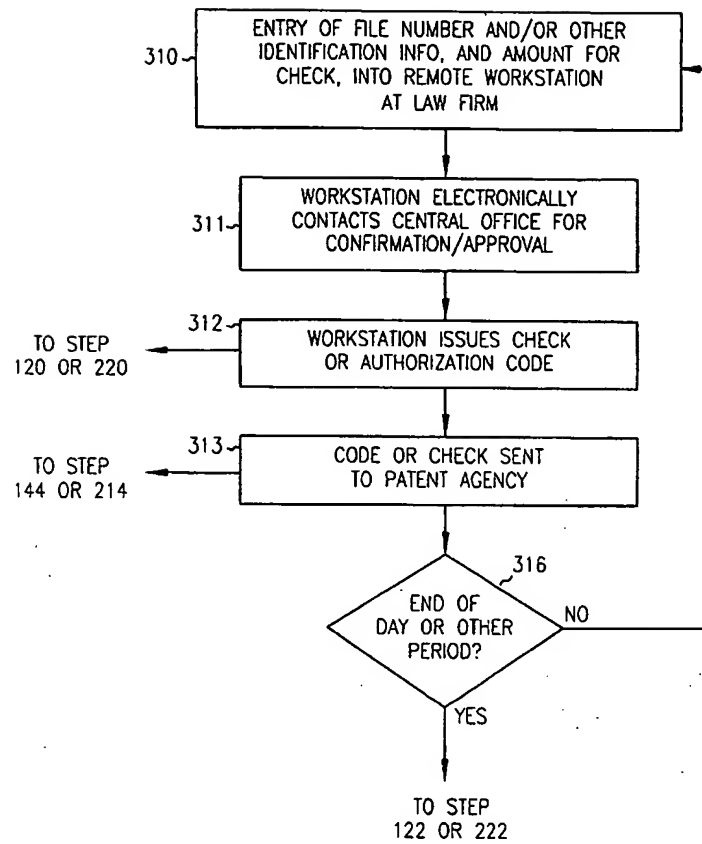 310
ENTRY OF FILE NUMBER AND/OR OTHER
IDENTIFICATION INFO, AND AMOUNT FOR
CHECK, INTO REMOTE WORKSTATION
AT LAW FIRM
311
WORKSTATION ELECTRONICALLY
CONTACTS CENTRAL OFFICE FOR
CONFIRMATION/APPROVAL
312
WORKSTATION ISSUES CHECK
OR AUTHORIZATION CODE
TO STEP
120 OR 220
313
CODE OR CHECK SENT
TO PATENT AGENCY
TO STEP
144 OR 214
316
END OF
DAY OR OTHER
PERIOD?
NO
YES
TO STEP
122 OR 222